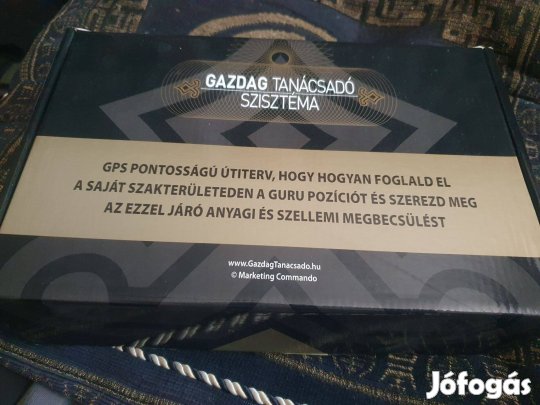 GAZDAG TANÁCSADÓ
SZISZTÉMA
GPS PONTOSSÁGÚ ÚTITERV, HOGY HOGYAN FOGLALD EL
A SAJÁT SZAKTERÜLETEDEN A GURU POZÍCIÓT ÉS SZEREZD MEG
AZ EZZEL JÁRÓ ANYAGI ÉS SZELLEMI MEGBECSÜLÉST
www.GazdagTanacsado.hu
© Marketing Commando
Jófogás